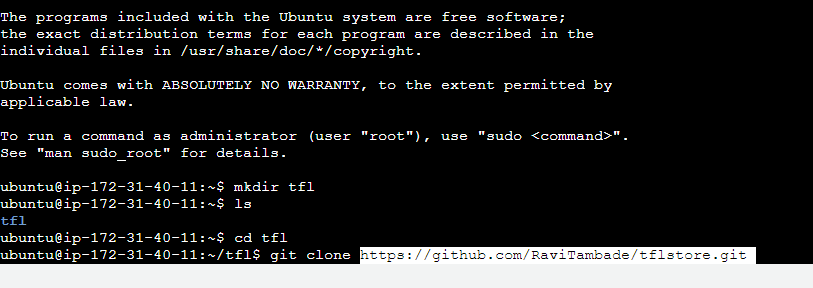 The programs included with the Ubuntu system are free software;
the exact distribution terms for each program are described in the
individual files in /usr/share/doc/*/copyright.
Ubuntu comes with ABSOLUTELY NO WARRANTY, to the extent permitted by
applicable law.
To run a command as administrator (user "root"), use "sudo <command>".
See "man sudo_root" for details.
ubuntu@ip-172-31-40-11:~$ mkdir tfl
ubuntu@ip-172-31-40-11:~$ ls
tfl
ubuntu@ip-172-31-40-11:~$ cd tfl
ubuntu@ip-172-31-40-11:~/tfl$ git clone https://github.com/RaviTambade/tflstore.git